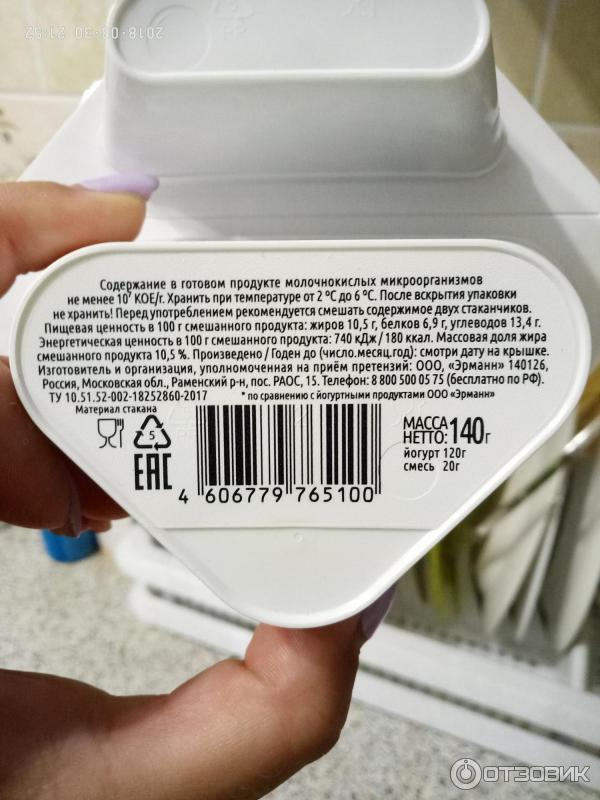 2018-08-30 21:52
PP
Содержание в готовом продукте молочнокислых микроорганизмов
не менее 10⁷ КОЕ/г. Хранить при температуре от 2 °С до 6 °С. После вскрытия упаковки
не хранить! Перед употреблением рекомендуется смешать содержимое двух стаканчиков.
Пищевая ценность в 100 г смешанного продукта: жиров 10,5 г, белков 6,9 г, углеводов 13,4 г.
Энергетическая ценность в 100 г смешанного продукта: 740 кДж / 180 ккал. Массовая доля жира
смешанного продукта 10,5 %. Произведено / Годен до (число.месяц.год): смотри дату на крышке.
Изготовитель и организация, уполномоченная на приём претензий: ООО «Эрманн» 140126,
Россия, Московская обл., Раменский р-н, пос. РАОС, 15. Телефон: 8 800 500 05 75 (бесплатно по РФ).
ТУ 10.51.52-002-18252860-2017 * по сравнению с йогуртными продуктами ООО «Эрманн»
Материал стакана
5
EAC
4 606779 765100
МАССА
НЕТТО: 140г
йогурт 120г
смесь 20г
ОТЗОВИК